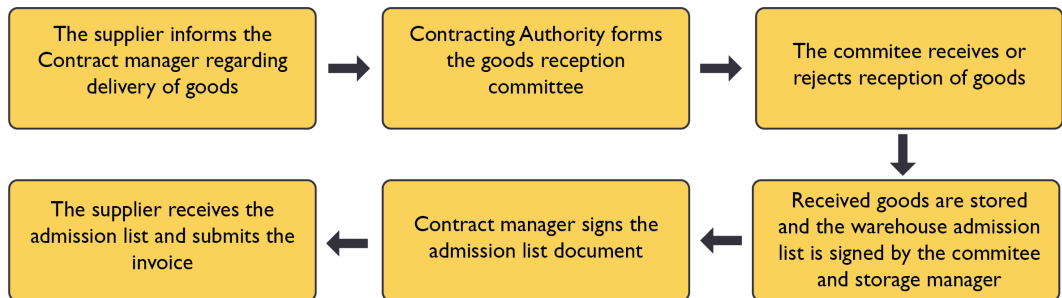 The supplier informs the
Contract manager regarding
delivery of goods
Contracting Authority forms
the goods reception
committee
The commitee receives or
rejects reception of goods
Received goods are stored
and the warehouse admission
list is signed by the commitee
and storage manager
Contract manager signs the
admission list document
The supplier receives the
admission list and submits the
invoice